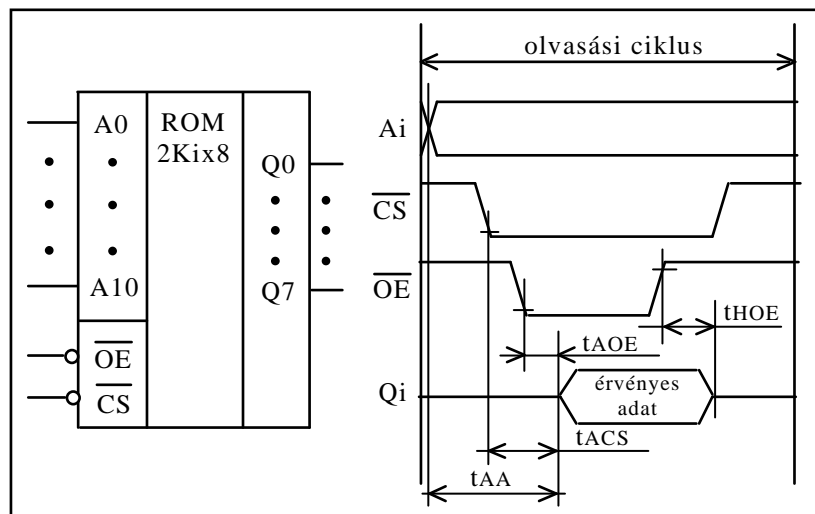 A0
A10
OE
CS
ROM
2Kix8
Q0
Q7
olvasási ciklus
Ai
CS
OE
tHOE
tAOE
Qi
érvényes
adat
tACS
tAA